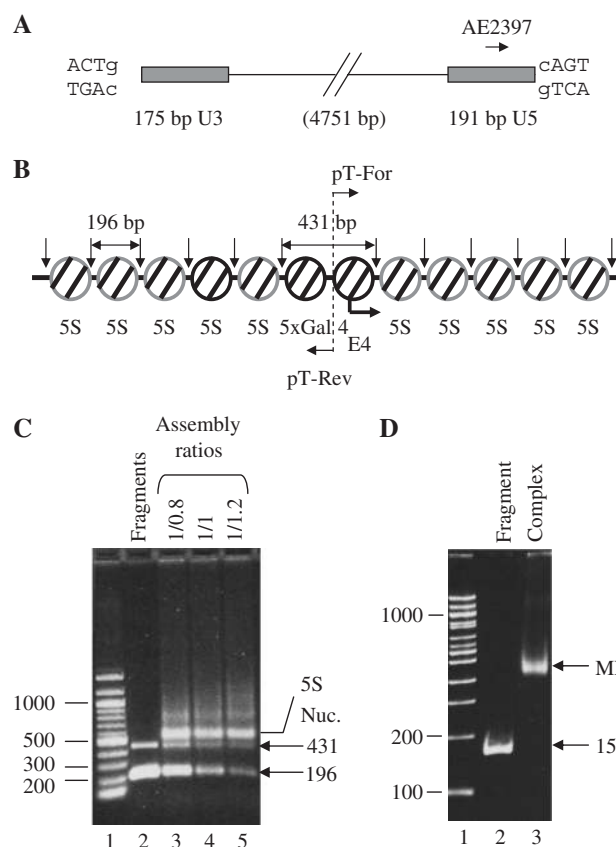 A
AE2397
ACTg
TGAc
cAGT
gTCA
175 bp U3
(4751 bp)
191 bp U5
B
pT-For
196 bp
431 bp
5S 5S 5S 5S 5S 5xGal 4 5S 5S 5S 5S 5S
E4
pT-Rev
C
Assembly
ratios
Fragments
1/0.8
1/1
1/1.2
1000
500
300
200
5S
Nuc.
431
196
1 2 3 4 5
D
Fragment
Complex
1000
200
100
1 2 3